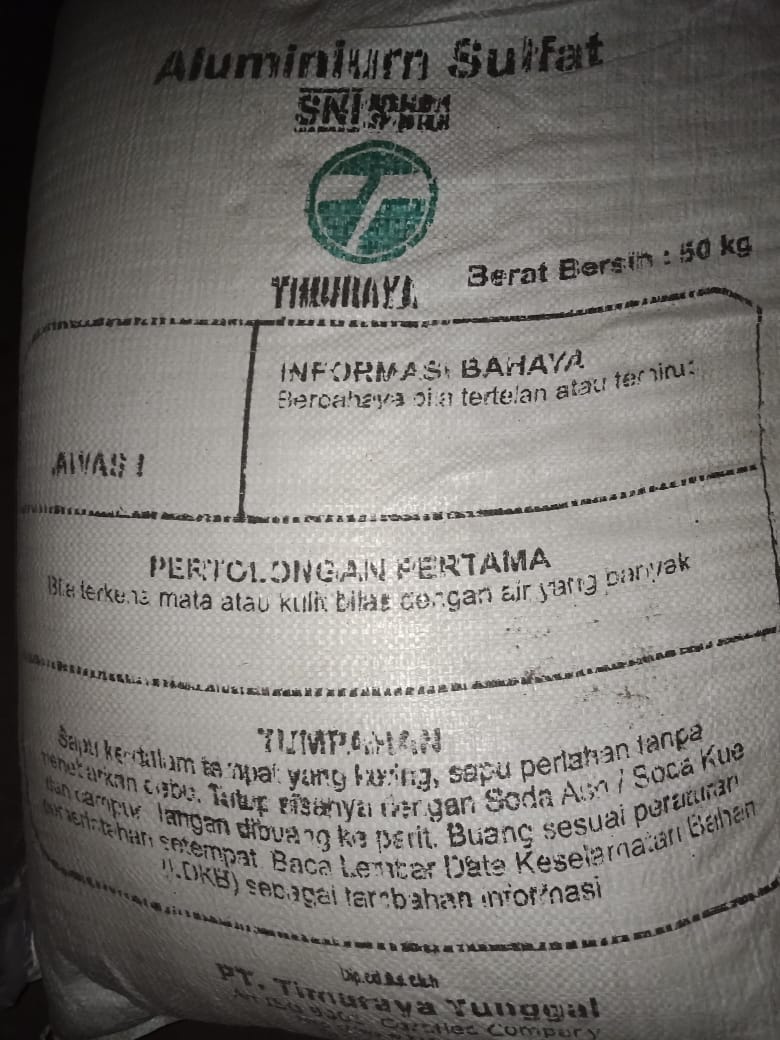 Aluminium Sulfat
SNI
TIMURAYA
Berat Bersih : 50 kg
INFORMASI BAHAYA
Berbahaya bila tertelan atau terhirup
AWAS !
PERTOLONGAN PERTAMA
Bila terkena mata atau kulit bilas dengan air yang banyak
TUMPAHAN
Sapu kedalam tempat yang kering, sapu perlahan tanpa
menebarkan debu. Tutup sisanya dengan Soda Ash / Soda Kue
dan campur. Jangan dibuang ke parit. Buang sesuai peraturan
pemerintahan setempat. Baca Lembar Data Keselamatan Bahan
(LDKB) sebagai tambahan informasi
PT. Timuraya Tunggal
An ISO 9001 Certified Company